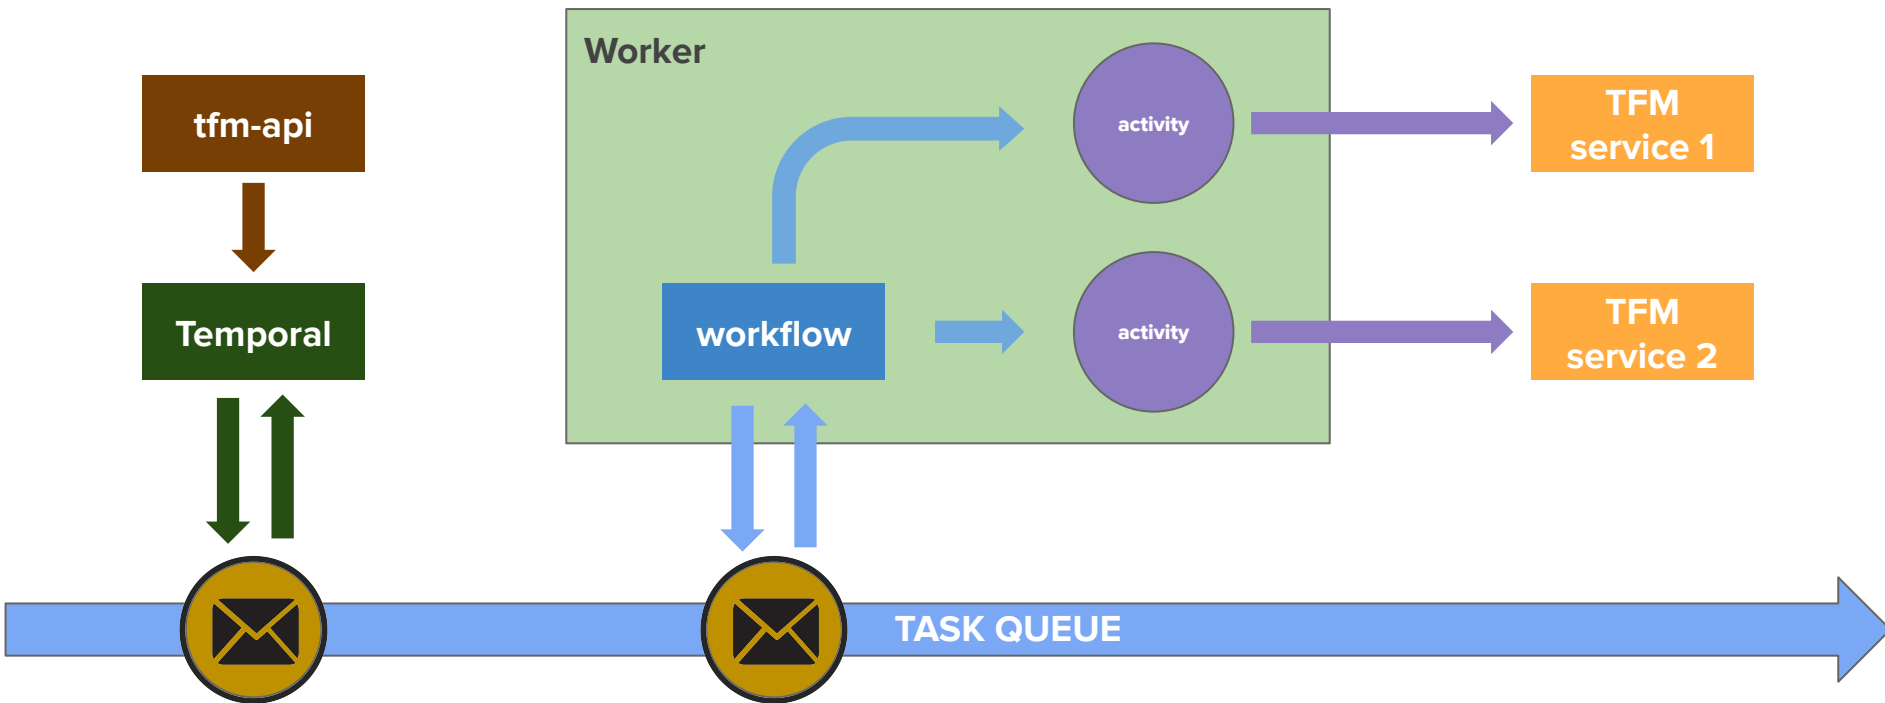 Worker
tfm-api
activity
TFM
service 1
Temporal
workflow
activity
TFM
service 2
TASK QUEUE